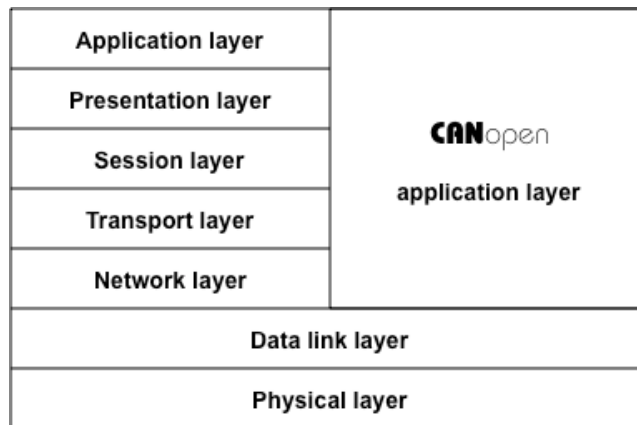 Application layer
Presentation layer
Session layer
Transport layer
Network layer
CANopen
application layer
Data link layer
Physical layer